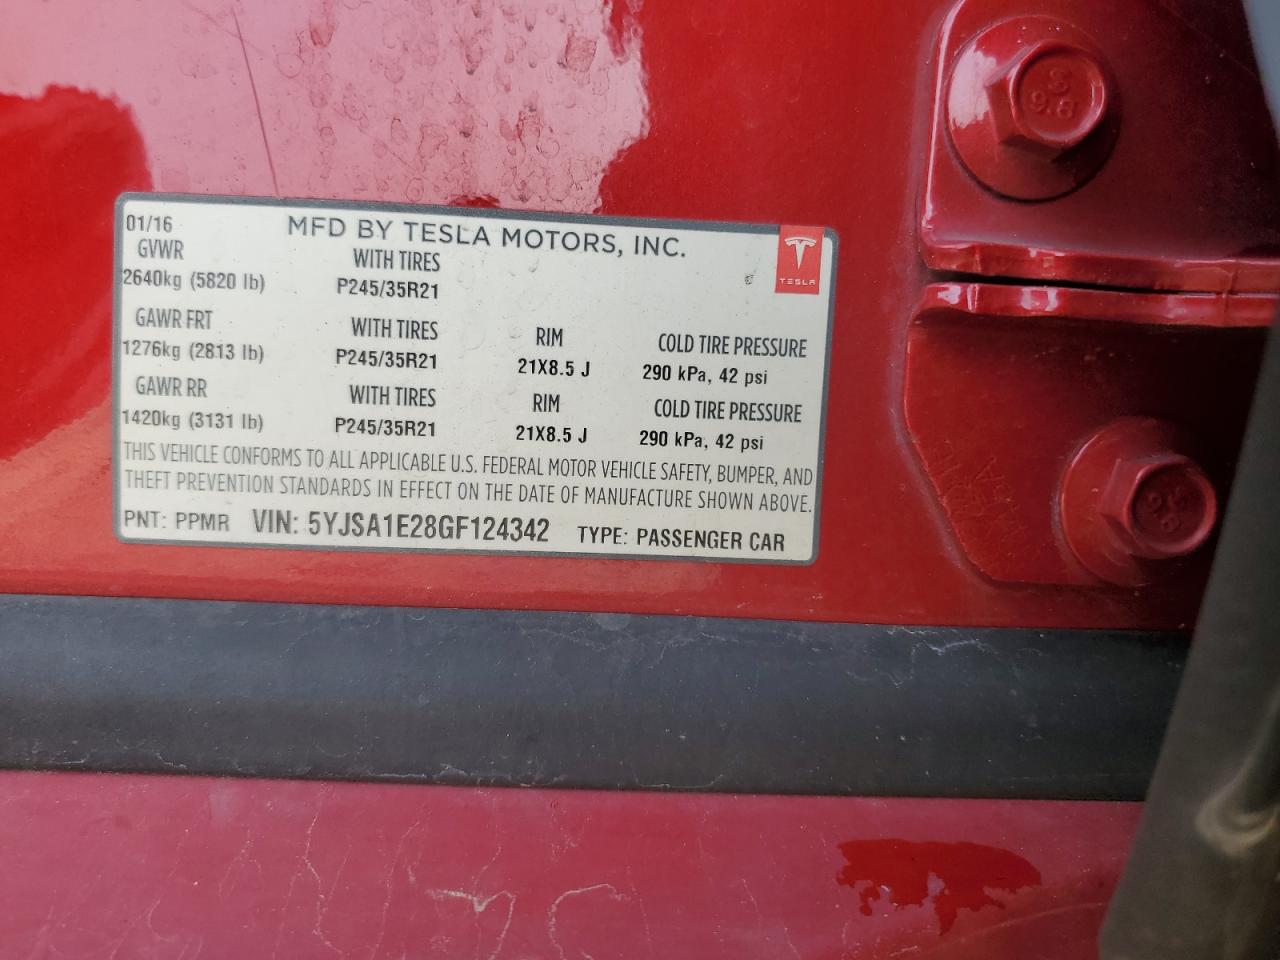 01/16 MFD BY TESLA MOTORS, INC.
TESLA
GVWR WITH TIRES
2640kg (5820 lb) P245/35R21
GAWR FRT WITH TIRES RIM COLD TIRE PRESSURE
1276kg (2813 lb) P245/35R21 21X8.5 J 290 kPa, 42 psi
GAWR RR WITH TIRES RIM COLD TIRE PRESSURE
1420kg (3131 lb) P245/35R21 21X8.5 J 290 kPa, 42 psi
THIS VEHICLE CONFORMS TO ALL APPLICABLE U.S. FEDERAL MOTOR VEHICLE SAFETY, BUMPER, AND
THEFT PREVENTION STANDARDS IN EFFECT ON THE DATE OF MANUFACTURE SHOWN ABOVE.
PNT: PPMR VIN: 5YJSA1E28GF124342 TYPE: PASSENGER CAR
9.8
9.8